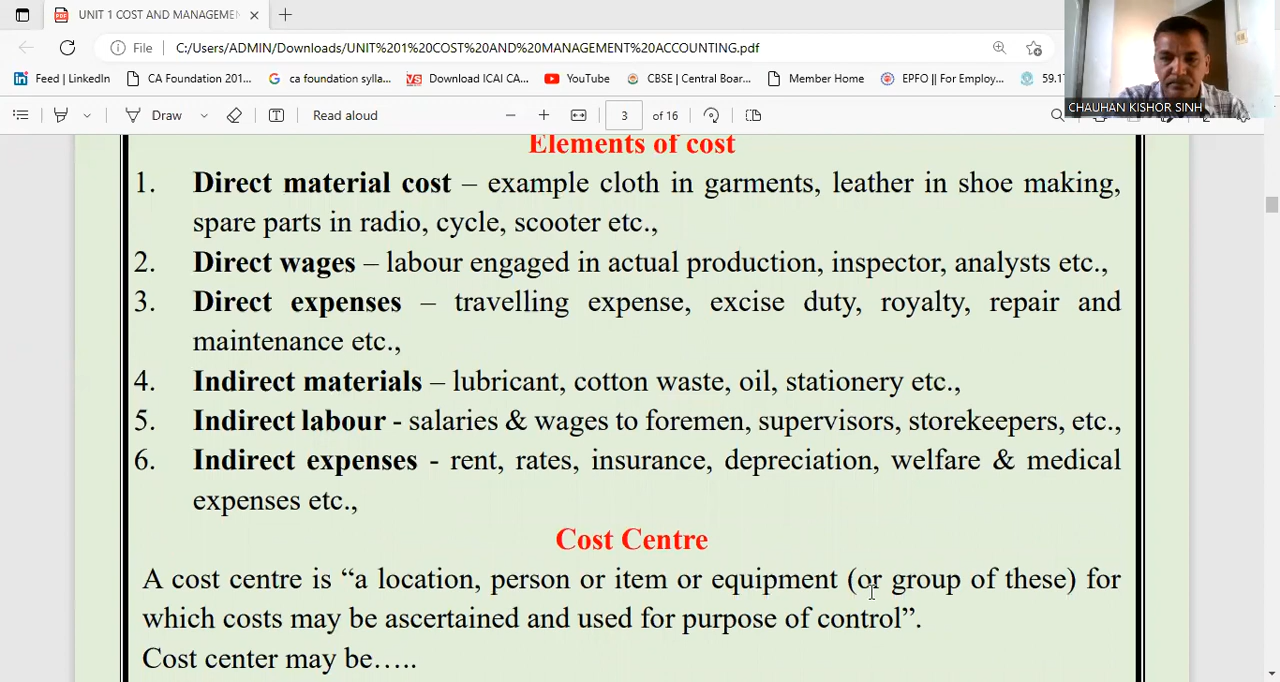 UNIT 1 COST AND MANAGEMEN
File C:/Users/ADMIN/Downloads/UNIT%201%20COST%20AND%20MANAGEMENT%20ACCOUNTING.pdf
Feed | LinkedIn CA Foundation 201... ca foundation sylla... Download ICAI CA... YouTube CBSE | Central Boar... Member Home EPFO || For Employ... 59.1
CHAUHAN KISHOR SINH
Draw Read aloud 3 of 16
Elements of cost
1. Direct material cost – example cloth in garments, leather in shoe making,
spare parts in radio, cycle, scooter etc.,
2. Direct wages – labour engaged in actual production, inspector, analysts etc.,
3. Direct expenses – travelling expense, excise duty, royalty, repair and
maintenance etc.,
4. Indirect materials – lubricant, cotton waste, oil, stationery etc.,
5. Indirect labour - salaries & wages to foremen, supervisors, storekeepers, etc.,
6. Indirect expenses - rent, rates, insurance, depreciation, welfare & medical
expenses etc.,
Cost Centre
A cost centre is “a location, person or item or equipment (or group of these) for
which costs may be ascertained and used for purpose of control”.
Cost center may be…..